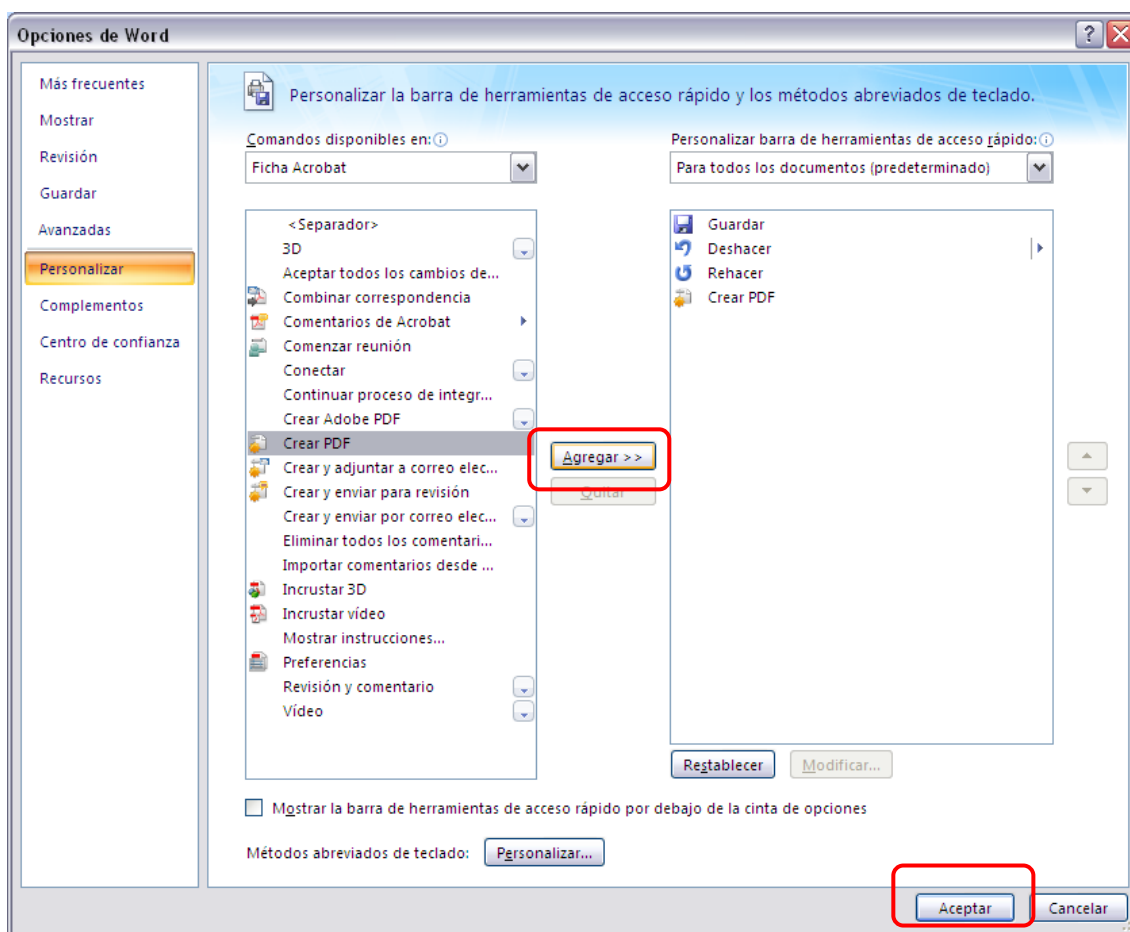 Opciones de Word
Más frecuentes
Mostrar
Revisión
Guardar
Avanzadas
Personalizar
Complementos
Centro de confianza
Recursos
Personalizar la barra de herramientas de acceso rápido y los métodos abreviados de teclado.
Comandos disponibles en:
Ficha Acrobat
<Separador>
3D
Aceptar todos los cambios de...
Combinar correspondencia
Comentarios de Acrobat
Comenzar reunión
Conectar
Continuar proceso de integr...
Crear Adobe PDF
Crear PDF
Crear y adjuntar a correo elec...
Crear y enviar para revisión
Crear y enviar por correo elec...
Eliminar todos los comentari...
Importar comentarios desde ...
Incrustar 3D
Incrustar vídeo
Mostrar instrucciones...
Preferencias
Revisión y comentario
Vídeo
Agregar >>
Quitar
Personalizar barra de herramientas de acceso rápido:
Para todos los documentos (predeterminado)
Guardar
Deshacer
Rehacer
Crear PDF
Restablecer
Modificar...
Mostrar la barra de herramientas de acceso rápido por debajo de la cinta de opciones
Métodos abreviados de teclado:
Personalizar...
Aceptar
Cancelar